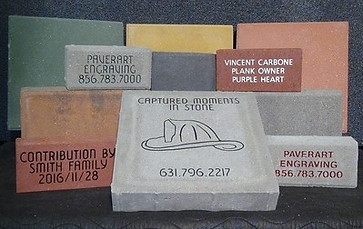 PAVERART
ENGRAVING
856.783.7000
VINCENT CARBONE
PLANK OWNER
PURPLE HEART
CAPTURED MOMENTS
IN STONE
631.796.2217
CONTRIBUTION BY
SMITH FAMILY
2016/11/28
PAVERART
ENGRAVING
856.783.7000